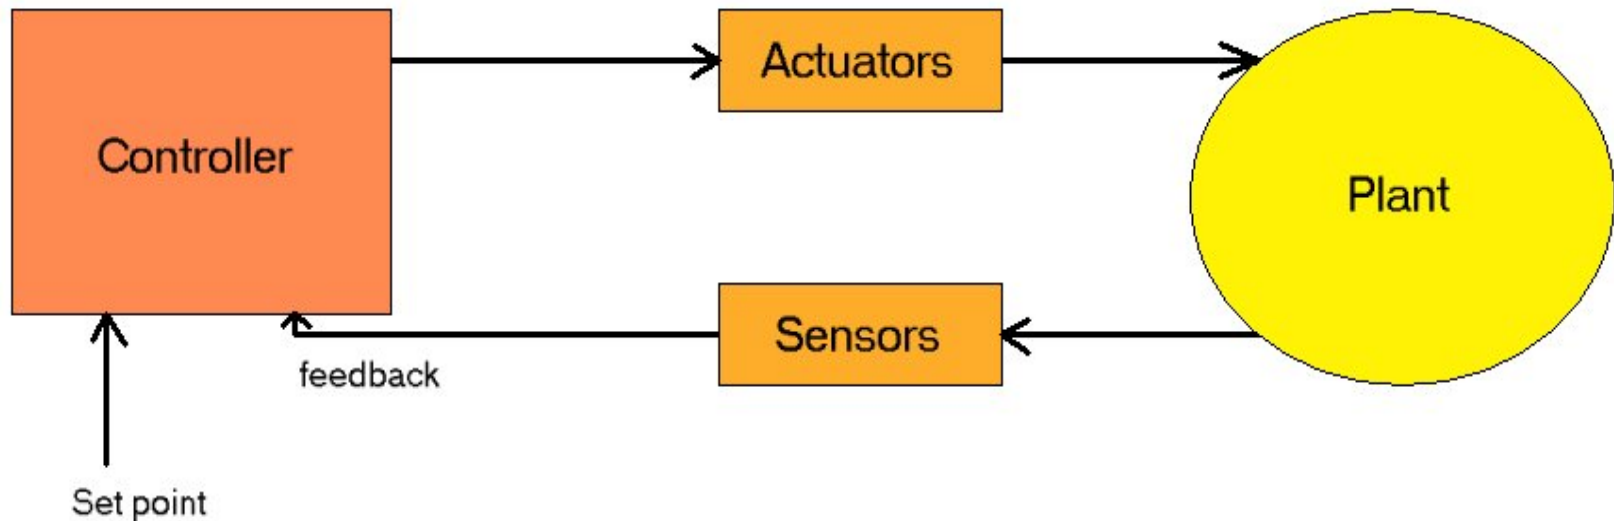 Actuators
Controller
Plant
Sensors
feedback
Set point